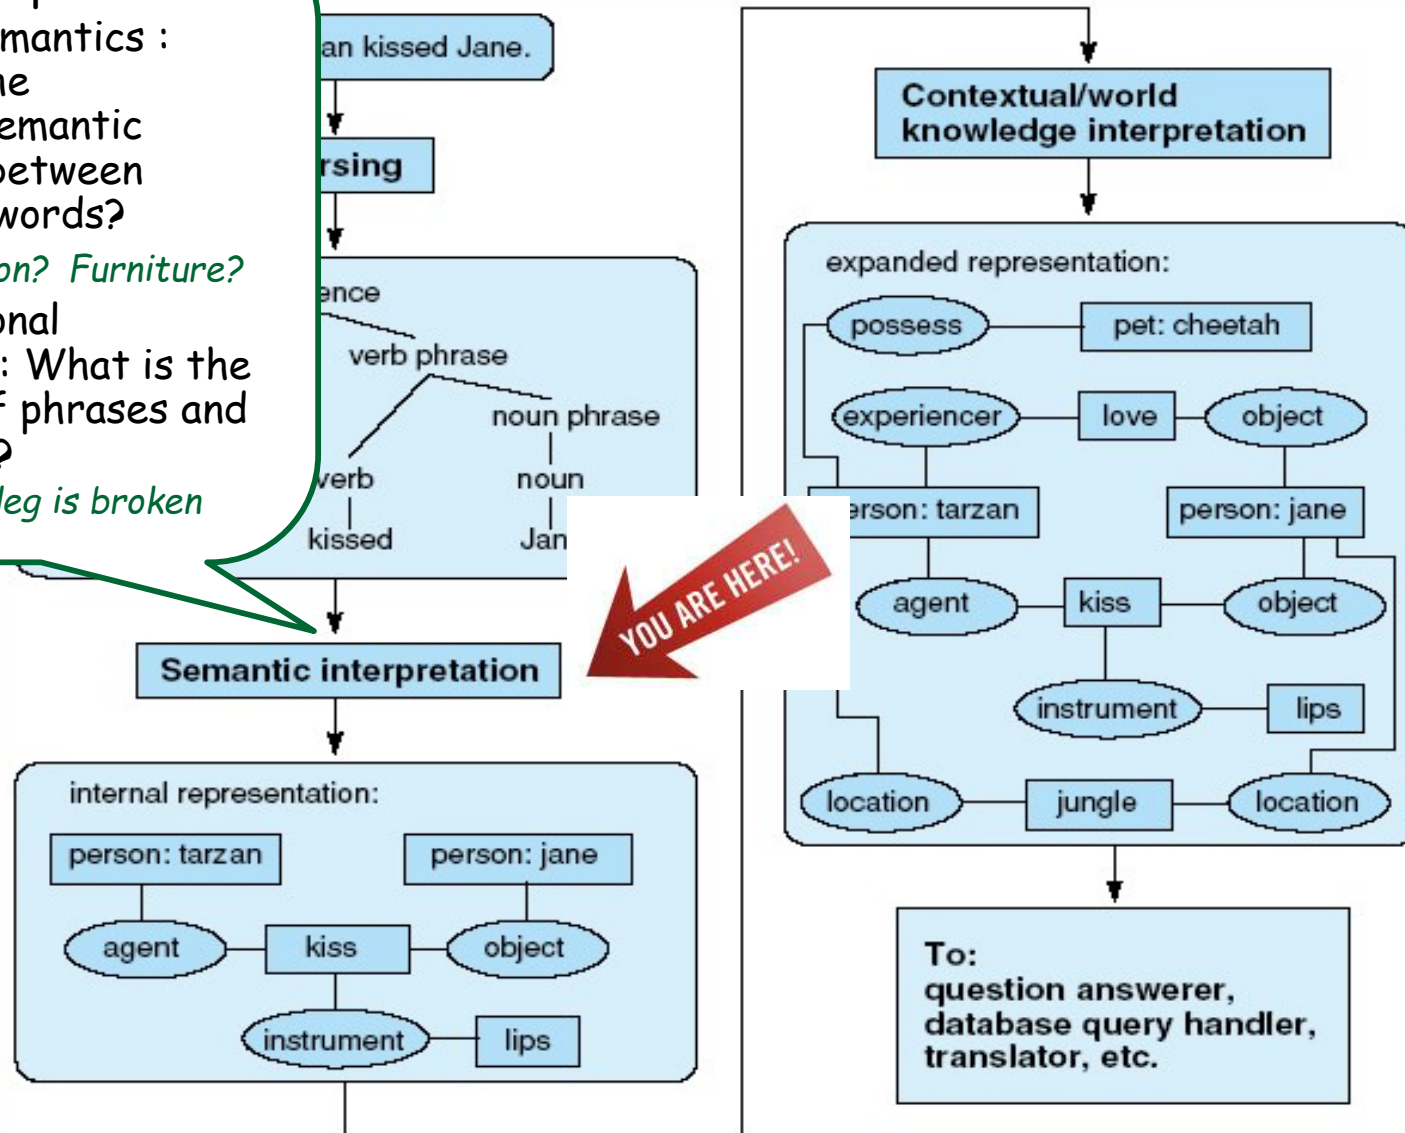 mantics :
emantic
between
words?
on? Furniture?
onal
: What is the
f phrases and
?
leg is broken
an kissed Jane.
rsing
ence
verb phrase
noun phrase
verb
noun
kissed
Jan
Semantic interpretation
internal representation:
person: tarzan
person: jane
agent
kiss
object
instrument
lips
YOU ARE HERE!
Contextual/world
knowledge interpretation
expanded representation:
possess
pet: cheetah
experiencer
love
object
erson: tarzan
person: jane
agent
kiss
object
instrument
lips
location
jungle
location
To:
question answerer,
database query handler,
translator, etc.